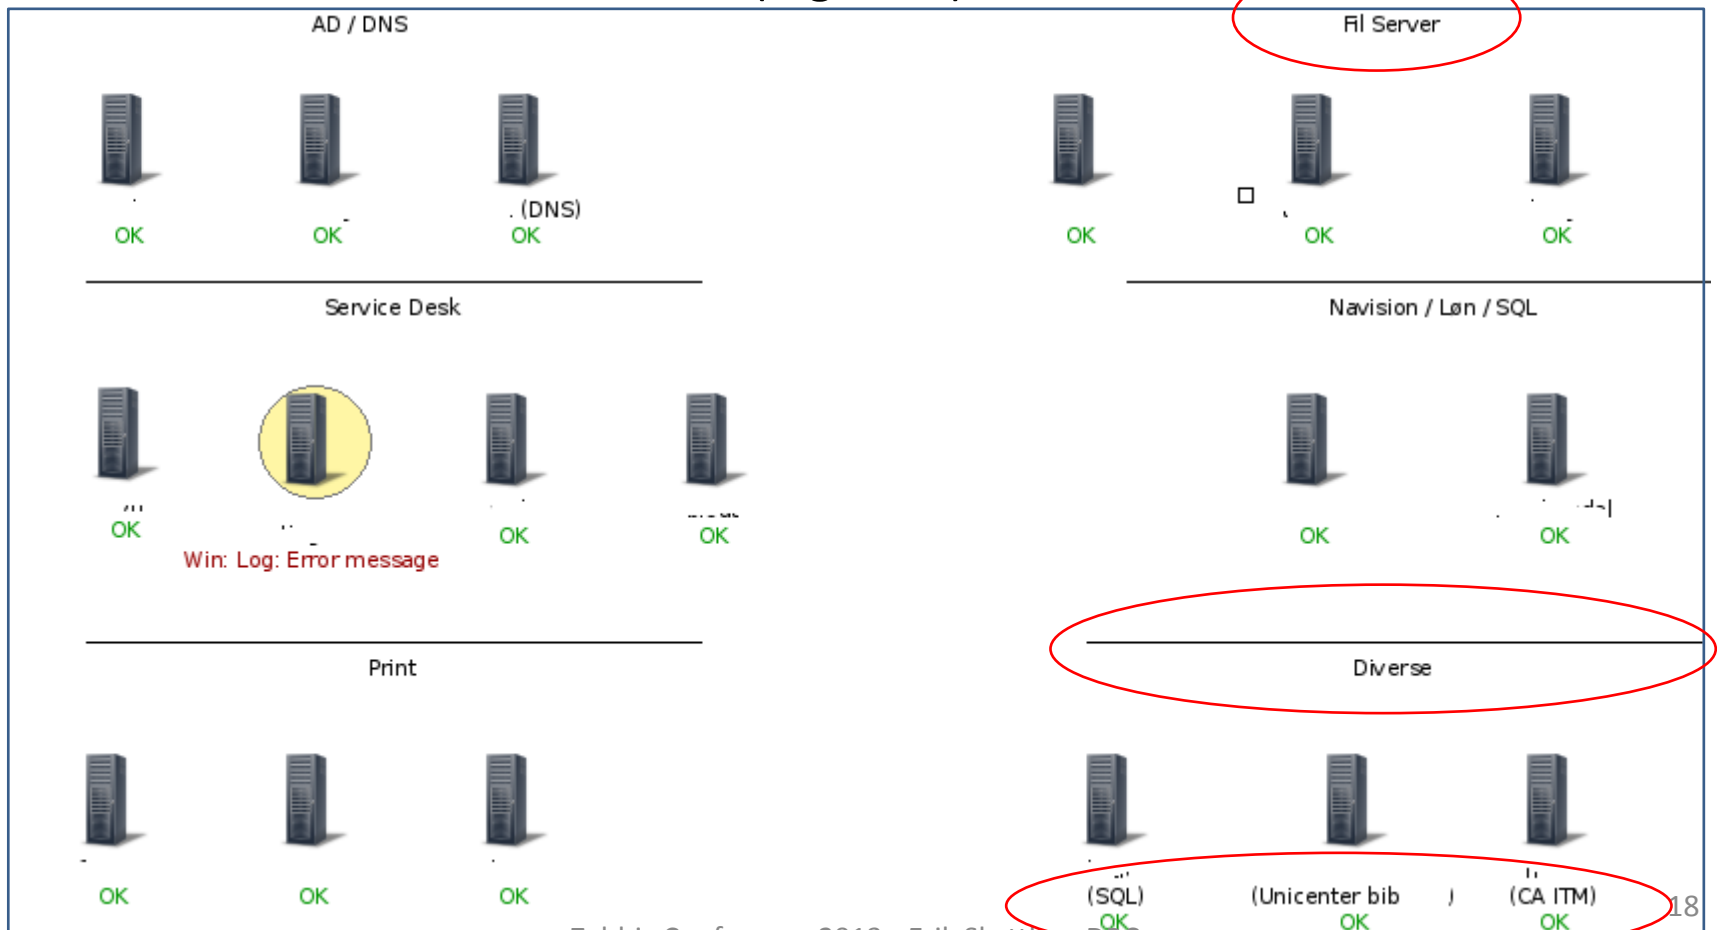 AD / DNS
Fil Server
(DNS)
OK
OK
OK
OK
OK
OK
Service Desk
Navision / Løn / SQL
OK
Win: Log: Error message
OK
OK
OK
OK
Print
Diverse
OK
OK
OK
(SQL)
OK
(Unicenter bib )
OK
(CA ITM)
OK
18